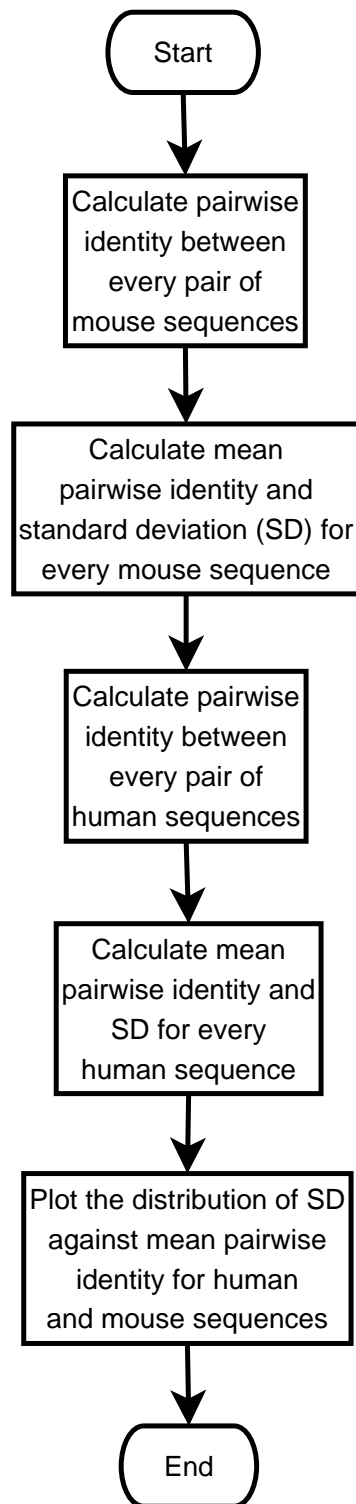 Start
Calculate pairwise
identity between
every pair of
mouse sequences
Calculate mean
pairwise identity and
standard deviation (SD) for
every mouse sequence
Calculate pairwise
identity between
every pair of
human sequences
Calculate mean
pairwise identity and
SD for every
human sequence
Plot the distribution of SD
against mean pairwise
identity for human
and mouse sequences
End